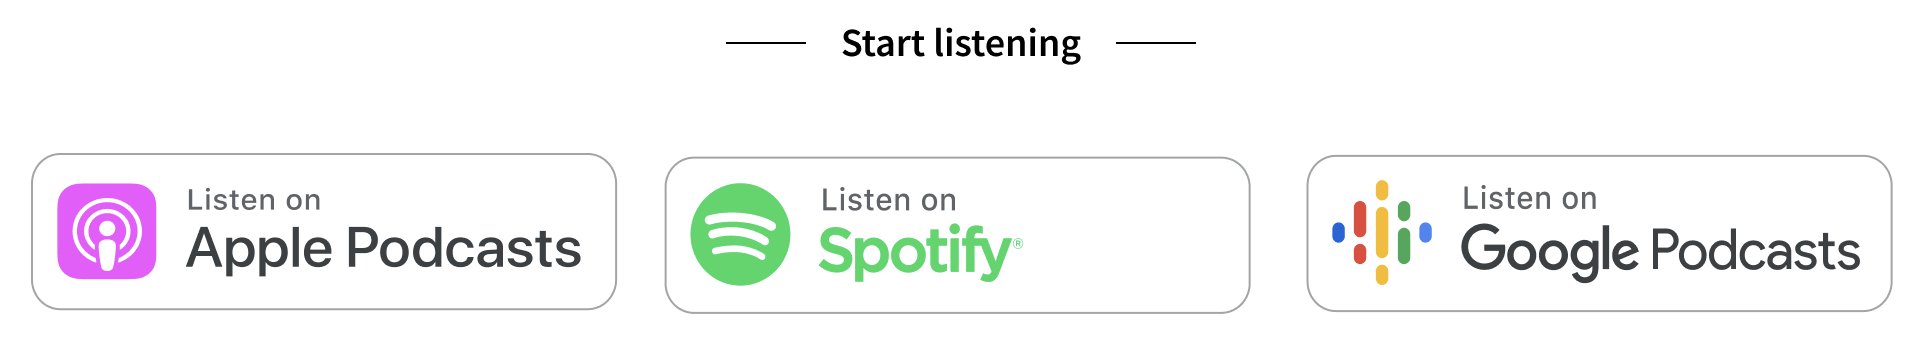 Start listening
Listen on
Apple Podcasts
Listen on
Spotify®
Listen on
Google Podcasts